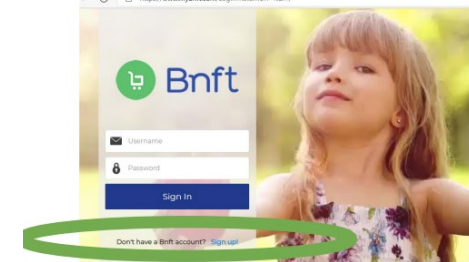 Bnft
Username
Password
Sign In
Don't have a Bnft account? Sign up!